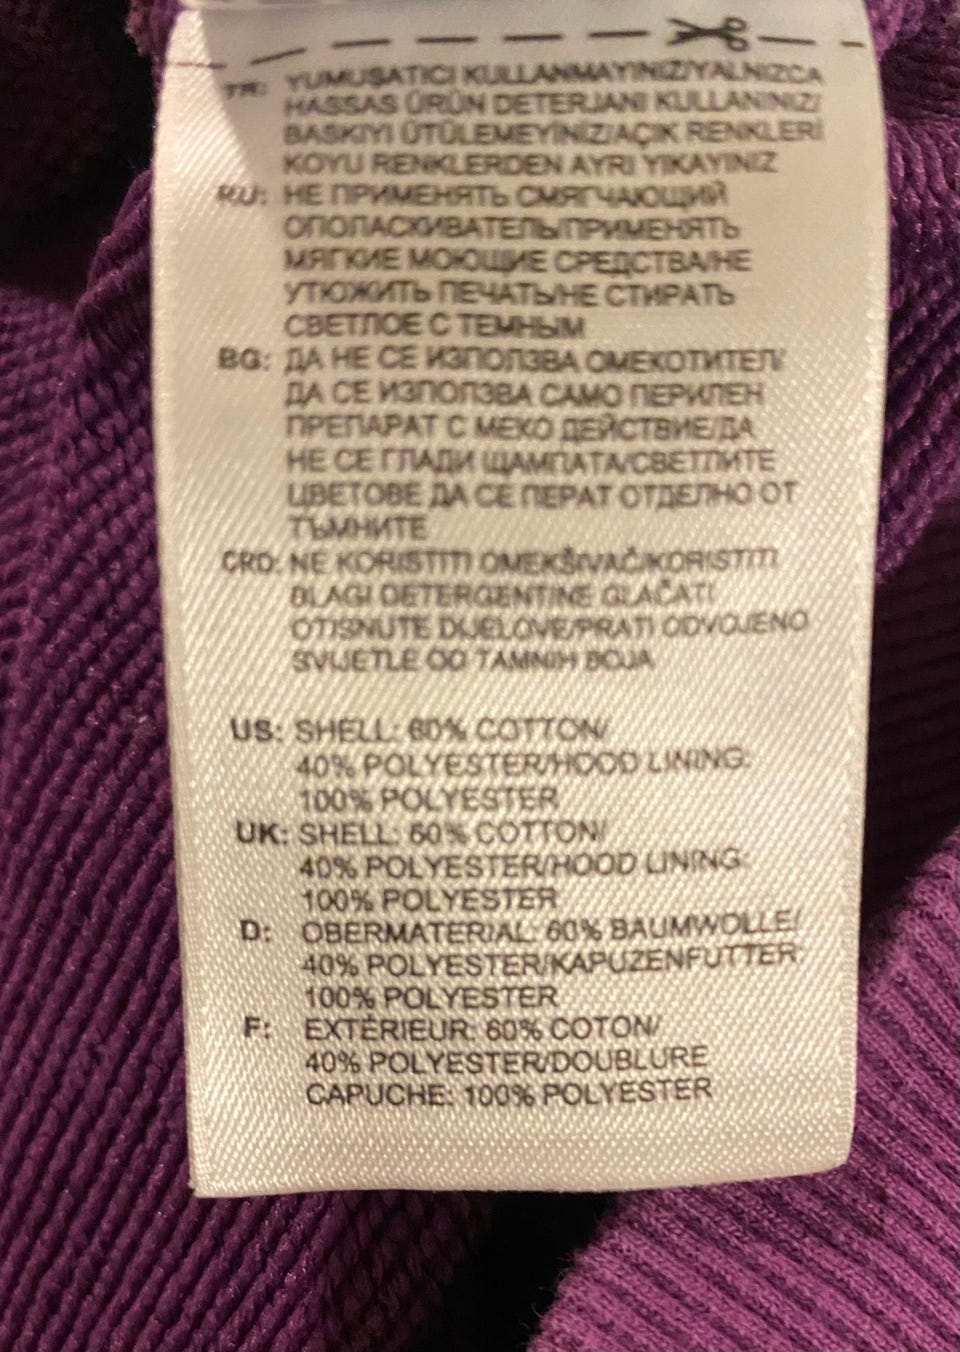 TR: YUMUŞATICI KULLANMAYINIZ/YALNIZCA
HASSAS ÜRÜN DETERJANI KULLANINIZ/
BASKIYI ÜTÜLEMEYİNİZ/AÇIK RENKLERİ
KOYU RENKLERDEN AYRI YIKAYINIZ
RU: НЕ ПРИМЕНЯТЬ СМЯГЧАЮЩИЙ
ОПОЛАСКИВАТЕЛЬ/ПРИМЕНЯТЬ
МЯГКИЕ МОЮЩИЕ СРЕДСТВА/НЕ
УТЮЖИТЬ ПЕЧАТЬ/НЕ СТИРАТЬ
СВЕТЛОЕ С ТЕМНЫМ
BG: ДА НЕ СЕ ИЗПОЛЗВА ОМЕКОТИТЕЛ/
ДА СЕ ИЗПОЛЗВА САМО ПЕРИЛЕН
ПРЕПАРАТ С МЕКО ДЕЙСТВИЕ/ДА
НЕ СЕ ГЛАДИ ЩАМПАТА/СВЕТЛИТЕ
ЦВЕТОВЕ ДА СЕ ПЕРАТ ОТДЕЛНО ОТ
ТЪМНИТЕ
CRO: NE KORISTITI OMEKŠIVAČ/KORISTITI
BLAGI DETERGENT/NE GLAČATI
OTISNUTE DIJELOVE/PRATI ODVOJENO
SVIJETLE OD TAMNIH BOJA
US: SHELL: 60% COTTON/
40% POLYESTER/HOOD LINING:
100% POLYESTER
UK: SHELL: 60% COTTON/
40% POLYESTER/HOOD LINING:
100% POLYESTER
D: OBERMATERIAL: 60% BAUMWOLLE/
40% POLYESTER/KAPUZENFUTTER:
100% POLYESTER
F: EXTÉRIEUR: 60% COTON/
40% POLYESTER/DOUBLURE
CAPUCHE: 100% POLYESTER